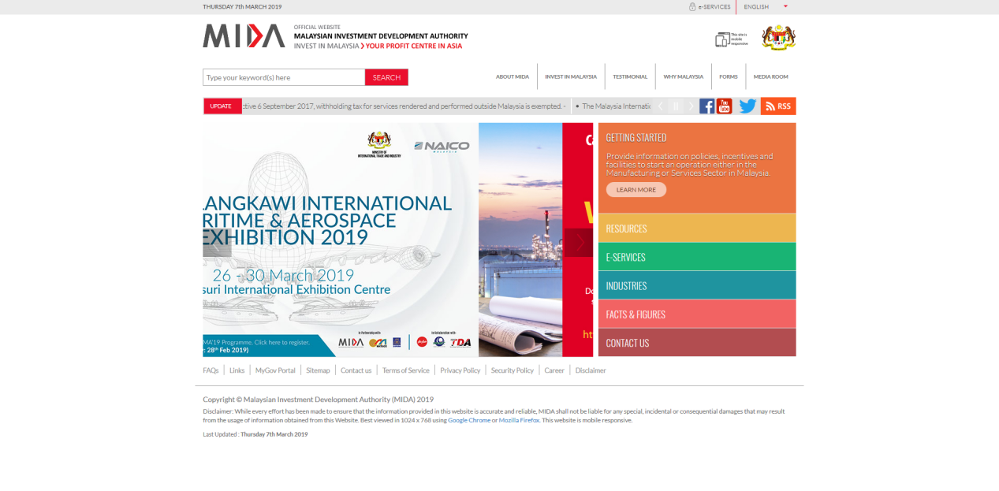 THURSDAY 7th MARCH 2019
e-SERVICES
ENGLISH
MIDA
OFFICIAL WEBSITE
MALAYSIAN INVESTMENT DEVELOPMENT AUTHORITY
INVEST IN MALAYSIA YOUR PROFIT CENTRE IN ASIA
This site is
mobile
responsive
Type your keyword(s) here
SEARCH
ABOUT MIDA
INVEST IN MALAYSIA
TESTIMONIAL
WHY MALAYSIA
FORMS
MEDIA ROOM
UPDATE
ctive 6 September 2017, withholding tax for services rendered and performed outside Malaysia is exempted. -
• The Malaysia Internatic
You
Tube
RSS
MINISTRY OF
INTERNATIONAL TRADE AND INDUSTRY
NAICO
MALAYSIA
LANGKAWI INTERNATIONAL
RITIME & AEROSPACE
EXHIBITION 2019
26 - 30 March 2019
suri International Exhibition Centre
MA'19 Programme. Click here to register.
: 28th Feb 2019)
In Partnership with:
MIDA
In Collaboration with:
TDA
GETTING STARTED
Provide information on policies, incentives and
facilities to start an operation either in the
Manufacturing or Services Sector in Malaysia.
LEARN MORE
RESOURCES
E-SERVICES
INDUSTRIES
FACTS & FIGURES
CONTACT US
FAQs
Links
MyGov Portal
Sitemap
Contact us
Terms of Service
Privacy Policy
Security Policy
Career
Disclaimer
Copyright © Malaysian Investment Development Authority (MIDA) 2019
Disclaimer: While every effort has been made to ensure that the information provided in this website is accurate and reliable, MIDA shall not be liable for any special, incidental or consequential damages that may result
from the usage of information obtained from this Website. Best viewed in 1024 x 768 using Google Chrome or Mozilla Firefox. This website is mobile responsive.
Last Updated : Thursday 7th March 2019